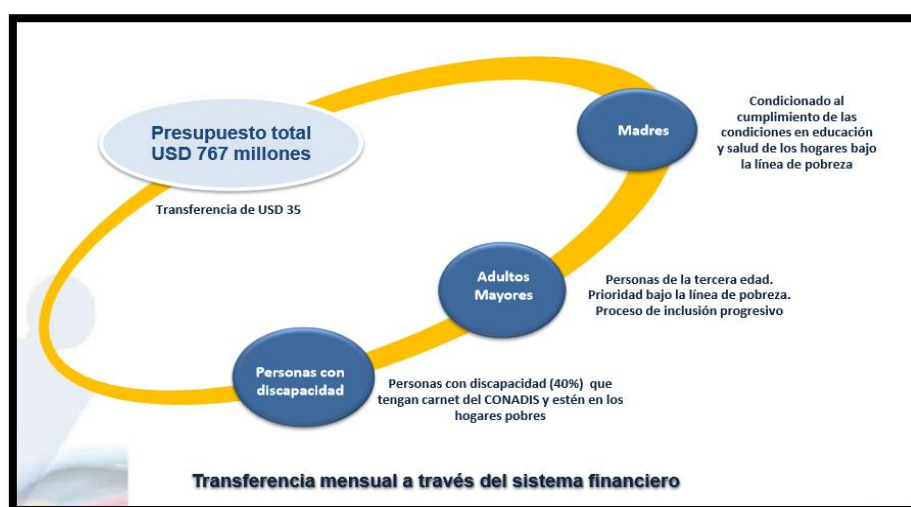 Presupuesto total
USD 767 millones
Transferencia de USD 35
Madres
Condicionado al
cumplimiento de las
condiciones en educación
y salud de los hogares bajo
la línea de pobreza
Adultos
Mayores
Personas de la tercera edad.
Prioridad bajo la línea de pobreza.
Proceso de inclusión progresivo
Personas con
discapacidad
Personas con discapacidad (40%) que
tengan carnet del CONADIS y estén en los
hogares pobres
Transferencia mensual a través del sistema financiero